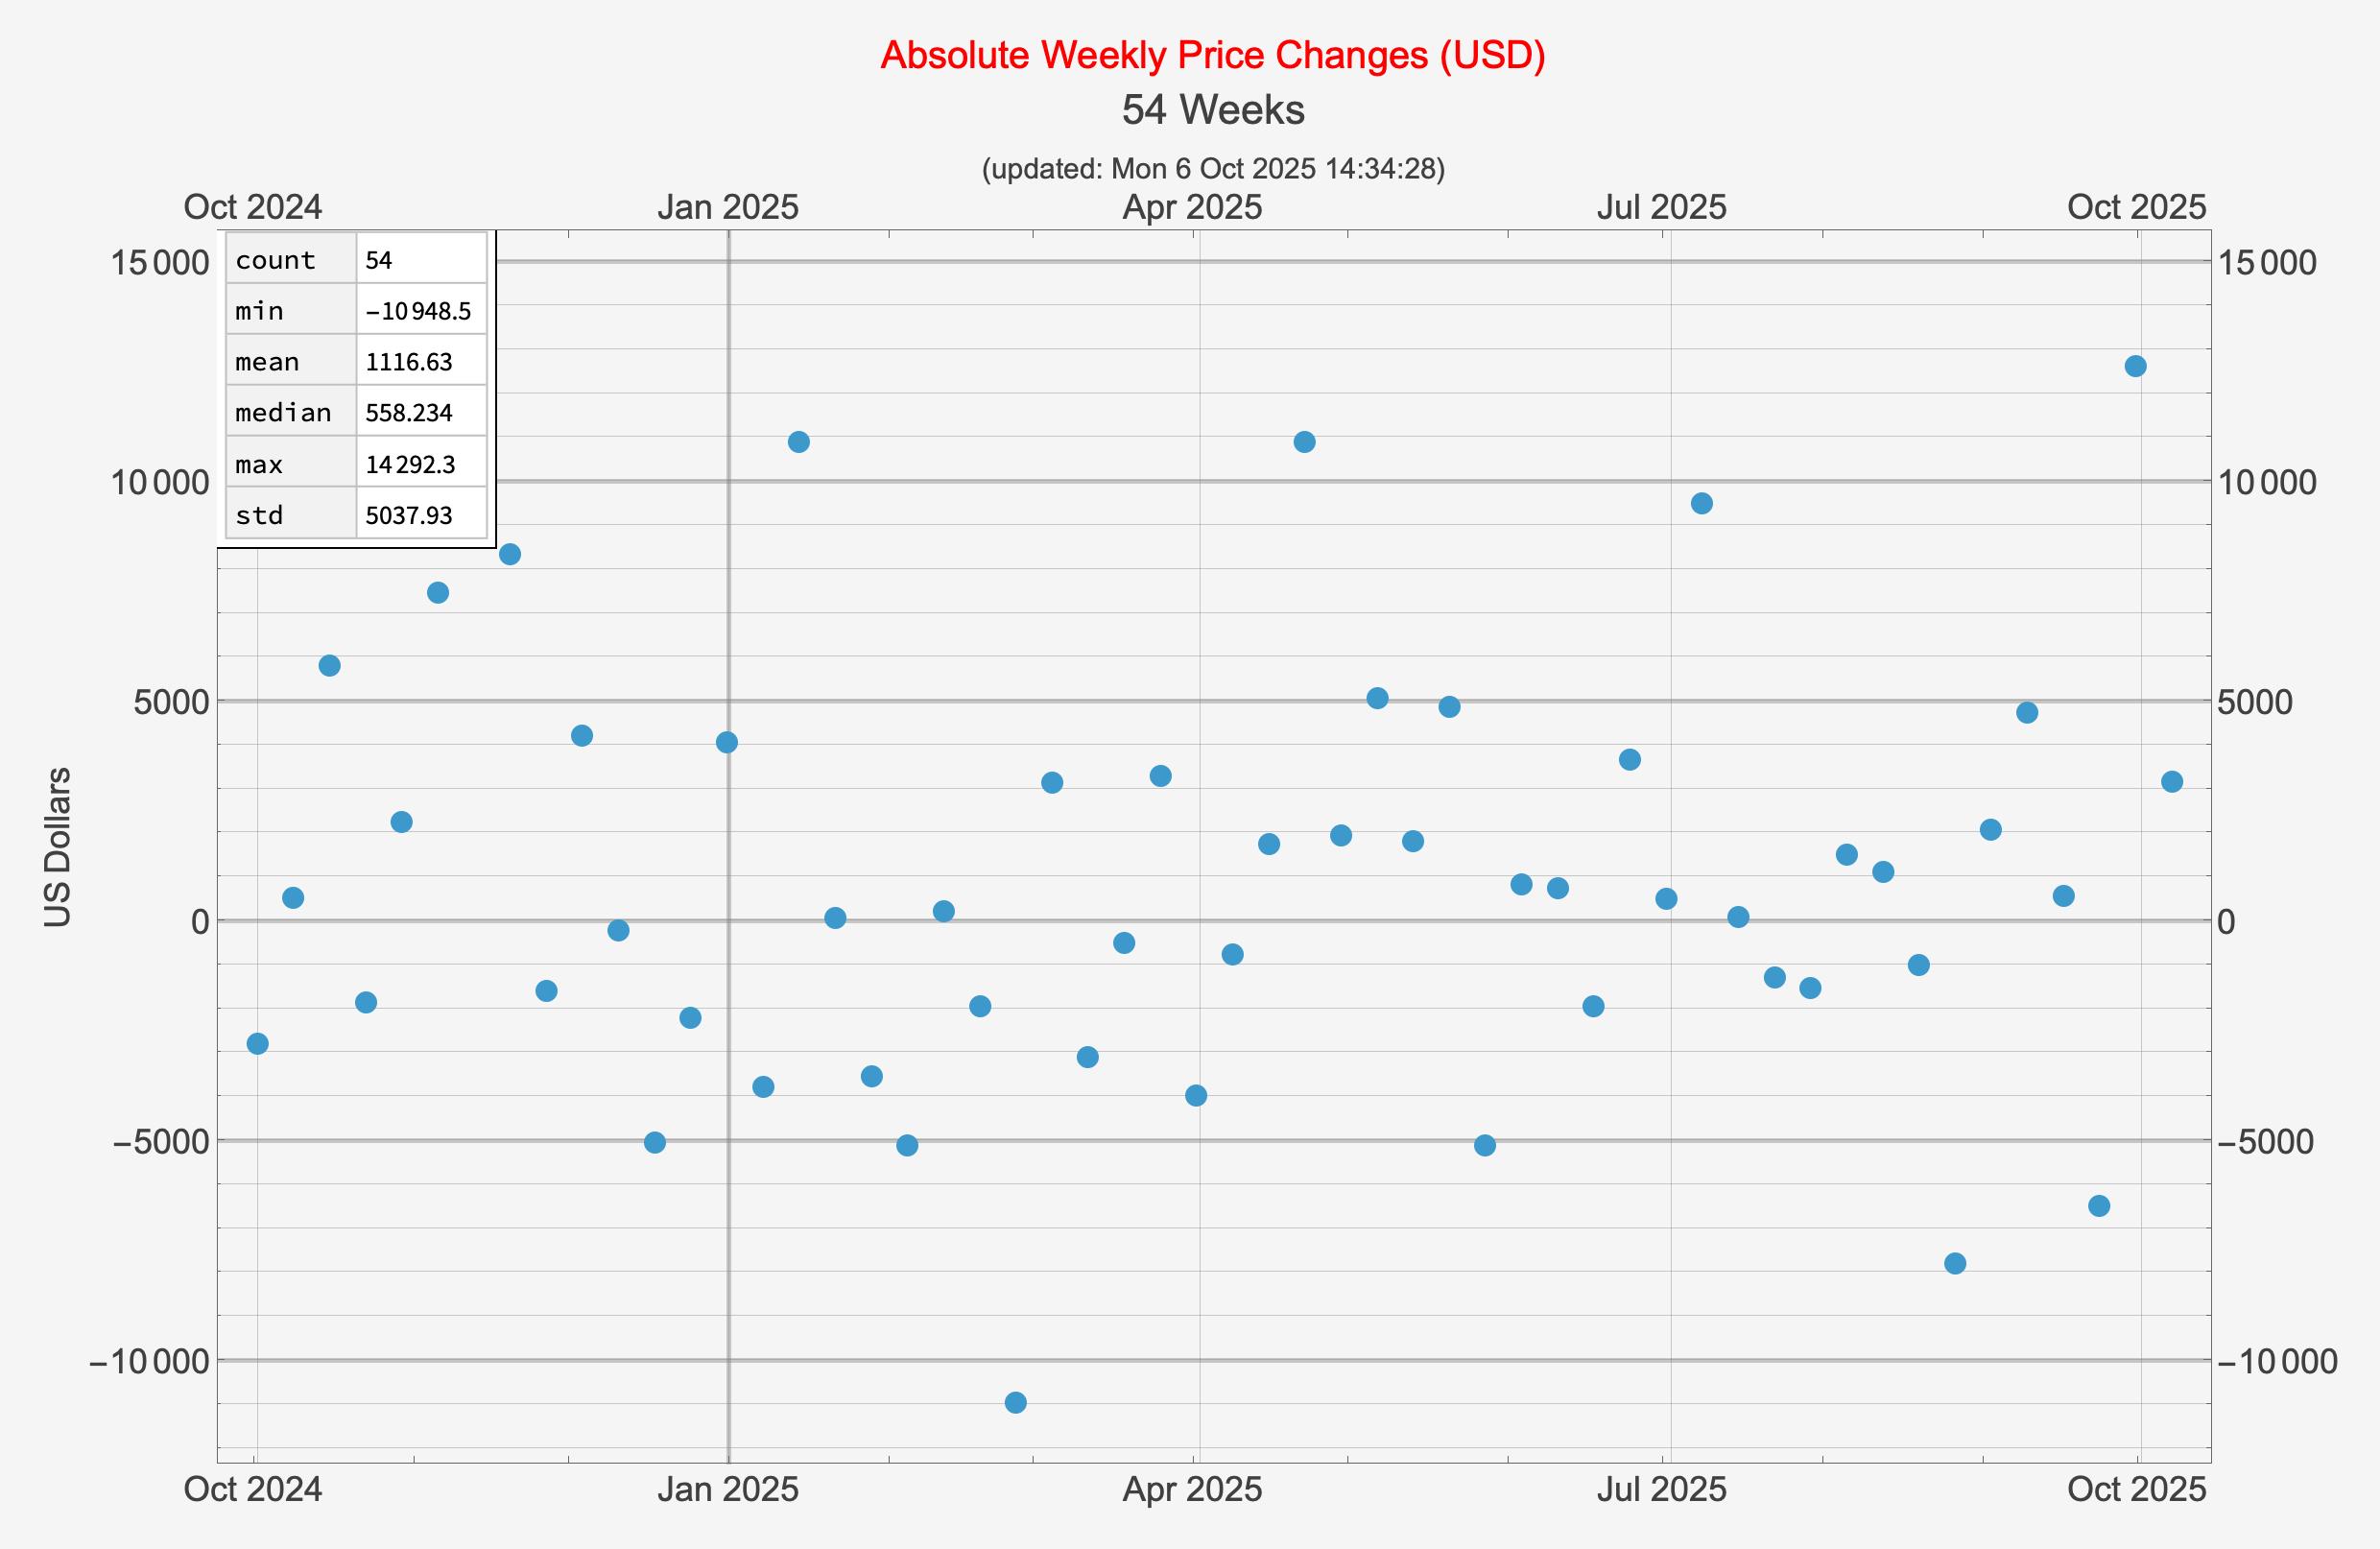 Absolute Weekly Price Changes (USD)
54 Weeks
(updated: Mon 6 Oct 2025 14:34:28)
Oct 2024 Jan 2025 Apr 2025 Jul 2025 Oct 2025
count 54
min −10 948.5
mean 1116.63
median 558.234
max 14 292.3
std 5037.93
15 000 15 000
10 000 10 000
5000 5000
0 0
−5000 −5000
−10 000 −10 000
US Dollars
Oct 2024 Jan 2025 Apr 2025 Jul 2025 Oct 2025